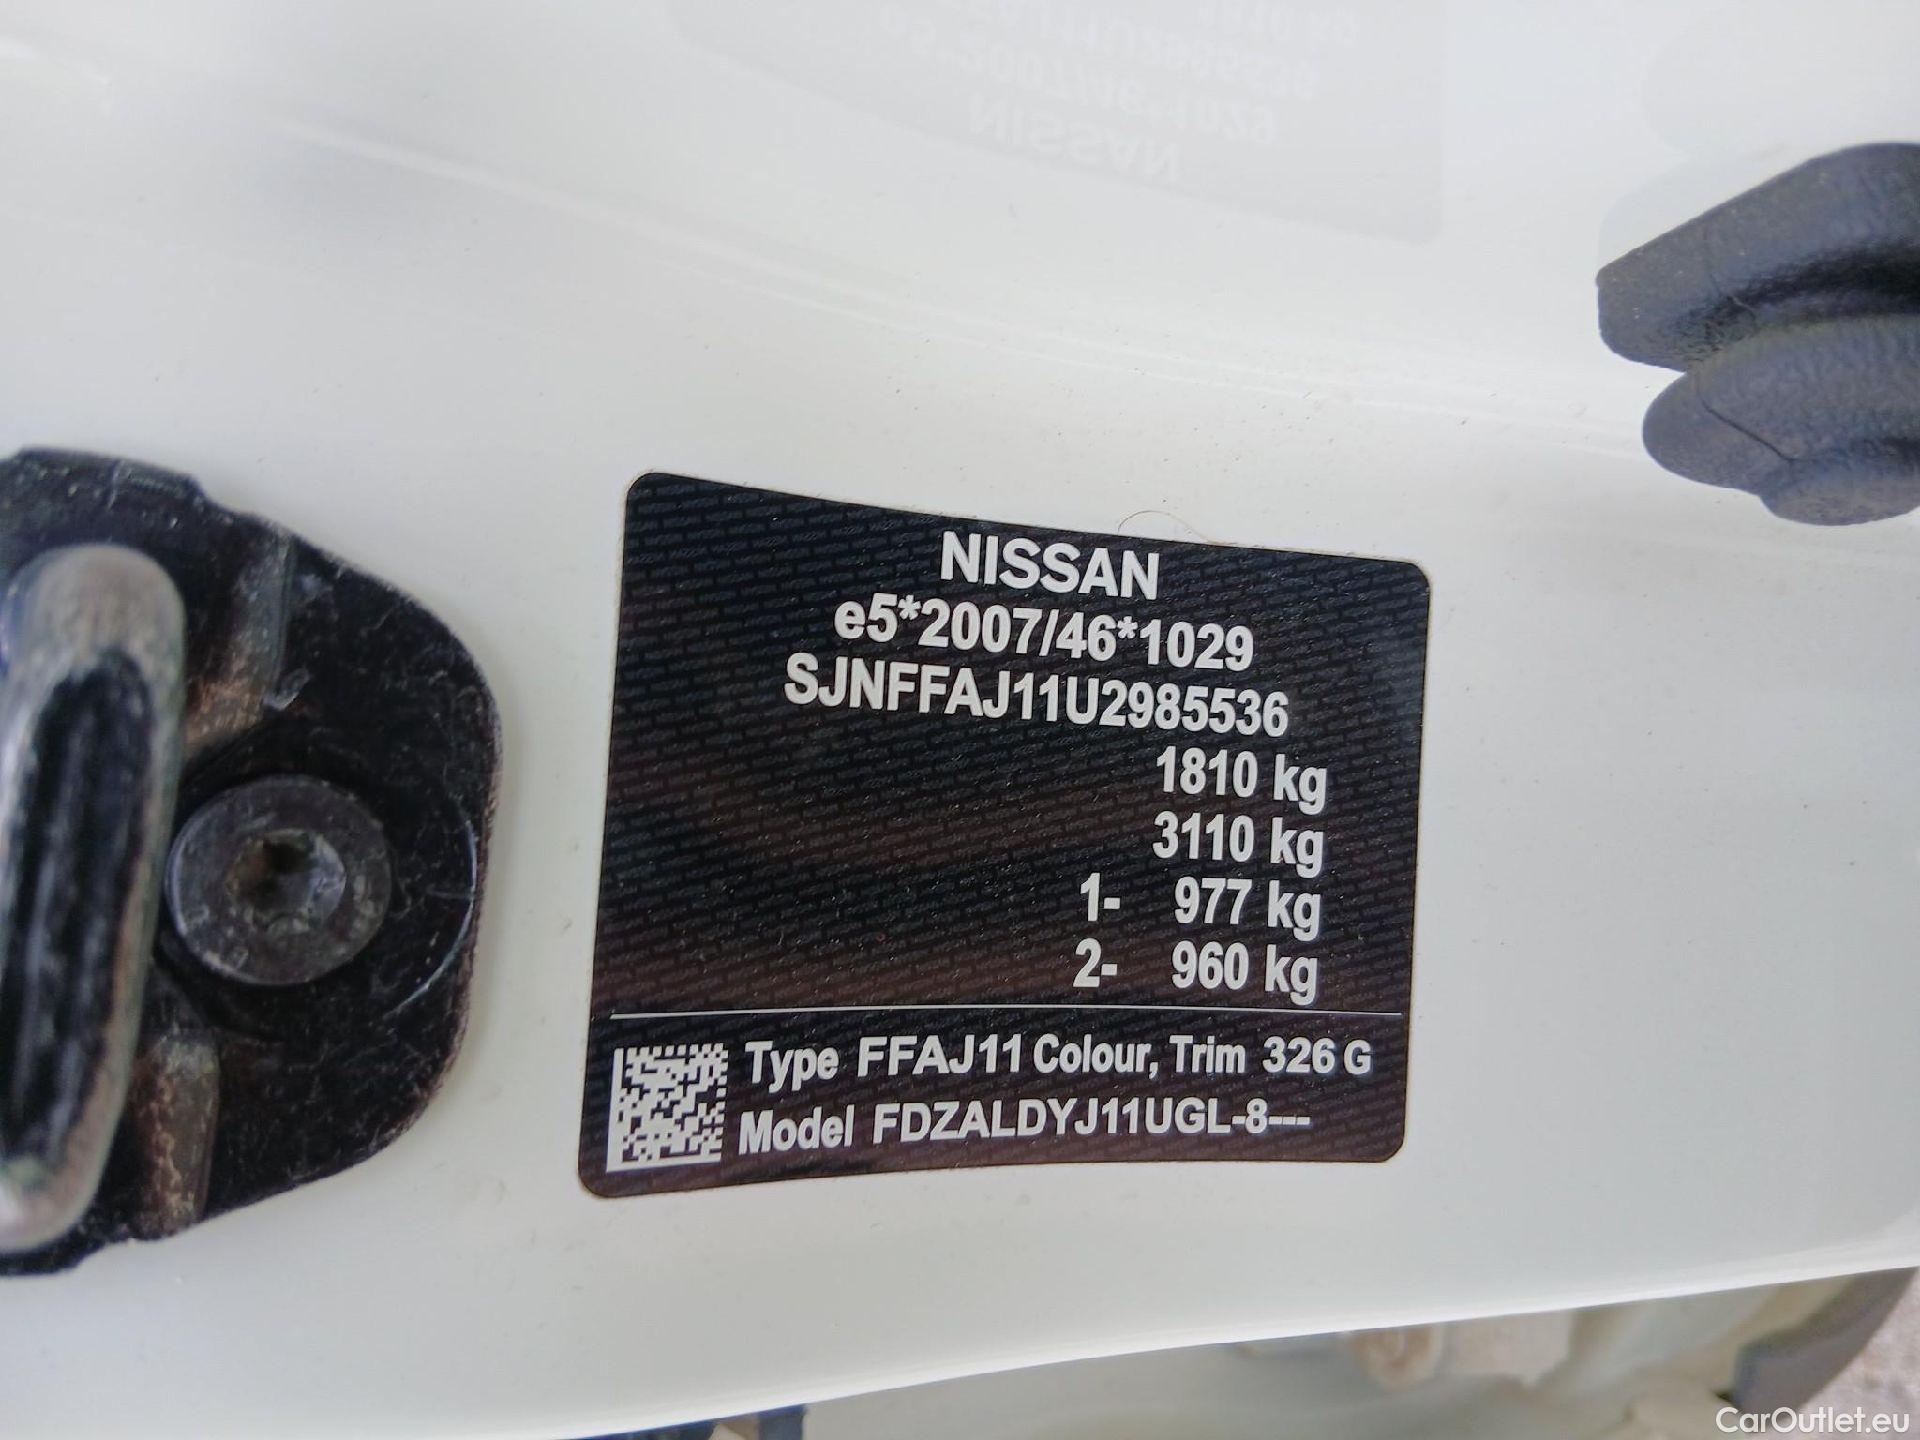 NISSAN
e5*2007/46*1029
SJNFFAJ11U2985536
1810 kg
3110 kg
1- 977 kg
2- 960 kg
Type FFAJ11 Colour, Trim 326 G
Model FDZALDYJ11UGL-8---
CarOutlet.eu